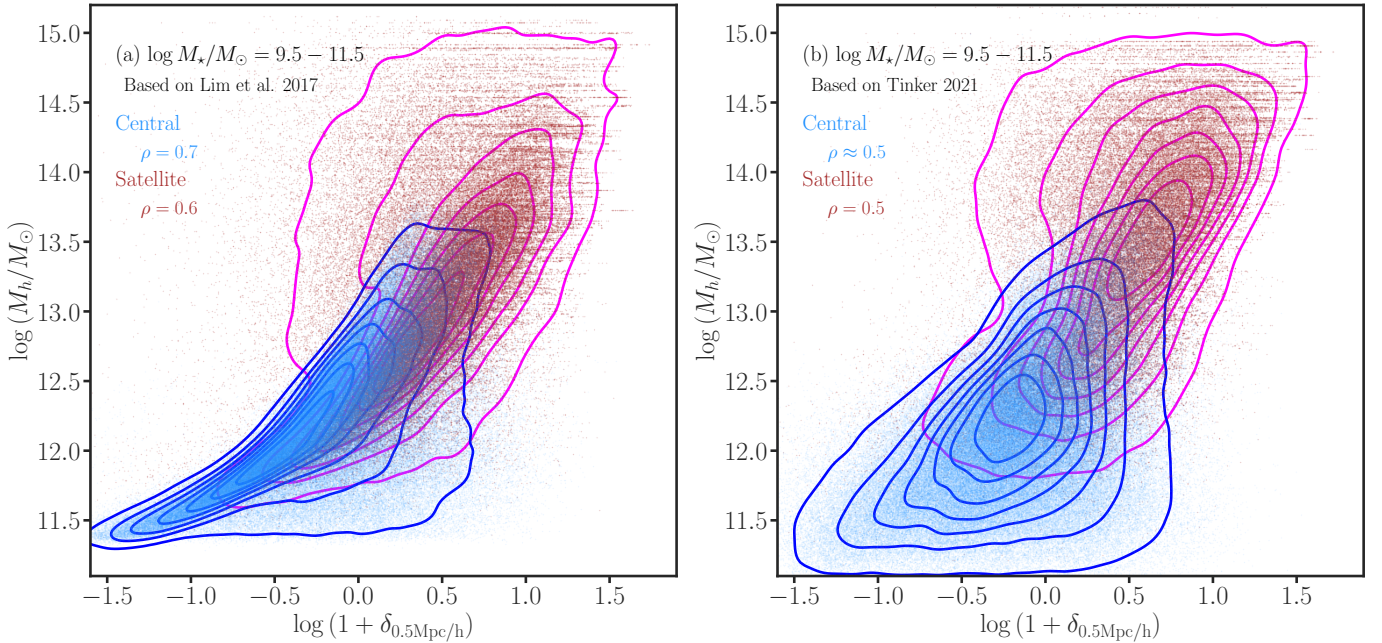 (a) log M⋆/M⊙ = 9.5 − 11.5
Based on Lim et al. 2017
Central
ρ = 0.7
Satellite
ρ = 0.6
log (M_h/M⊙)
15.0
14.5
14.0
13.5
13.0
12.5
12.0
11.5
−1.5 −1.0 −0.5 0.0 0.5 1.0 1.5
log (1 + δ_0.5Mpc/h)
(b) log M⋆/M⊙ = 9.5 − 11.5
Based on Tinker 2021
Central
ρ ≈ 0.5
Satellite
ρ = 0.5
log (M_h/M⊙)
15.0
14.5
14.0
13.5
13.0
12.5
12.0
11.5
−1.5 −1.0 −0.5 0.0 0.5 1.0 1.5
log (1 + δ_0.5Mpc/h)